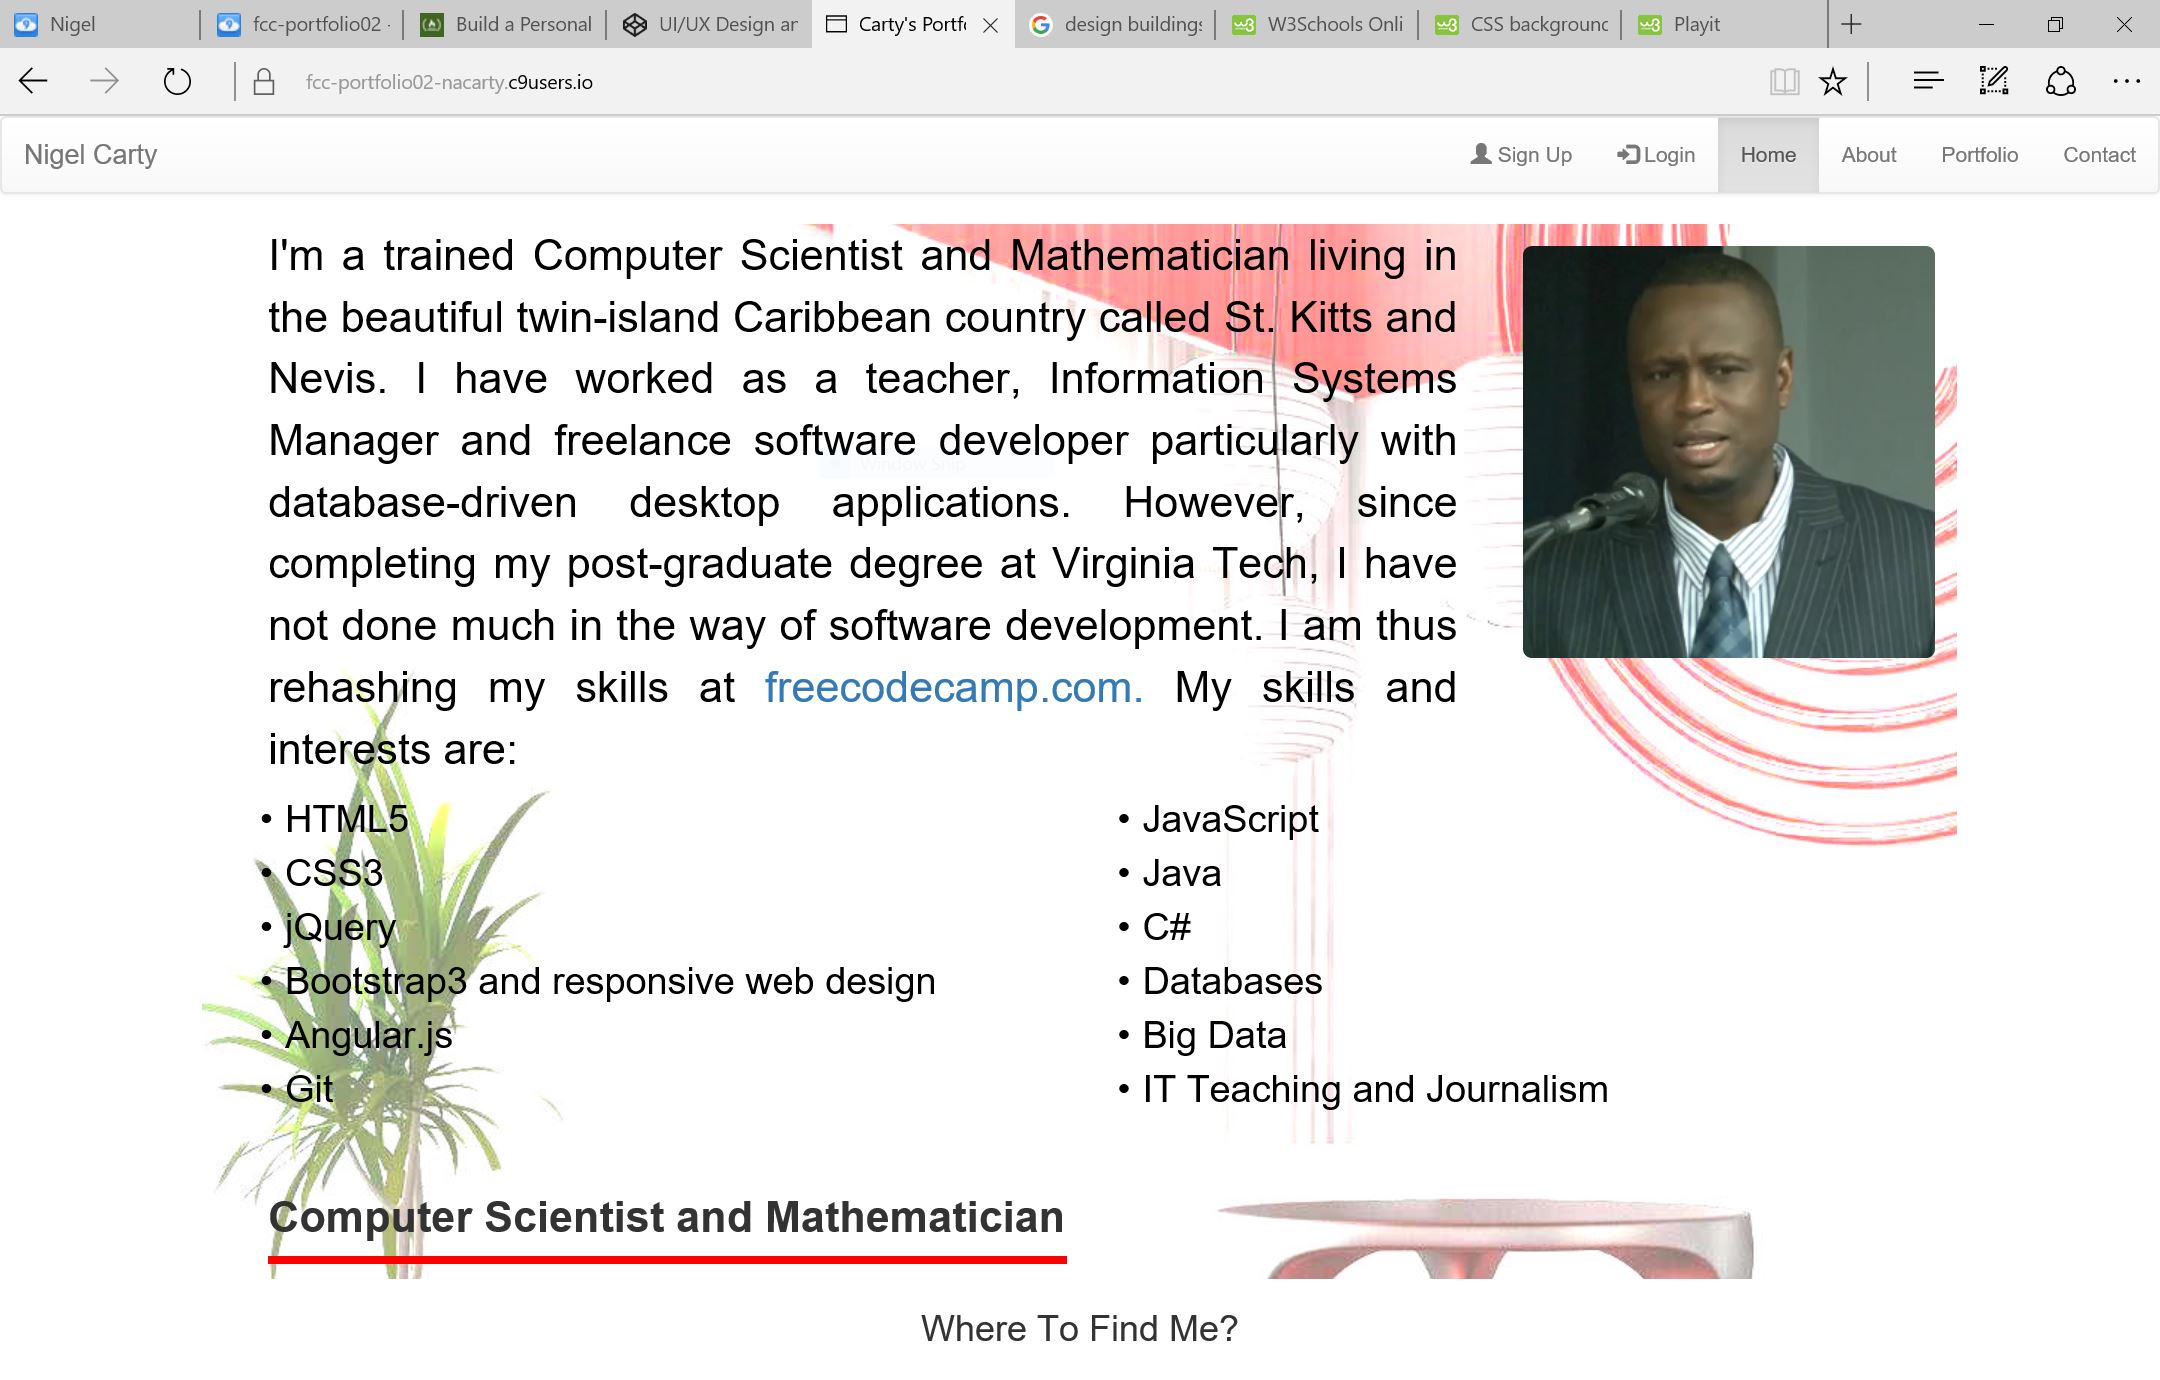 Nigel
fcc-portfolio02 -
Build a Personal
UI/UX Design ar
Carty's Portf
design buildings
W3Schools Onli
CSS background
Playit
fcc-portfolio02-nacarty.c9users.io
Nigel Carty
Sign Up
Login
Home
About
Portfolio
Contact
I'm a trained Computer Scientist and Mathematician living in
the beautiful twin-island Caribbean country called St. Kitts and
Nevis. I have worked as a teacher, Information Systems
Manager and freelance software developer particularly with
Window Snip
database-driven desktop applications. However, since
completing my post-graduate degree at Virginia Tech, I have
not done much in the way of software development. I am thus
rehashing my skills at freecodecamp.com. My skills and
interests are:
• HTML5
• CSS3
• jQuery
• Bootstrap3 and responsive web design
• Angular.js
• Git
• JavaScript
• Java
• C#
• Databases
• Big Data
• IT Teaching and Journalism
Computer Scientist and Mathematician
Where To Find Me?